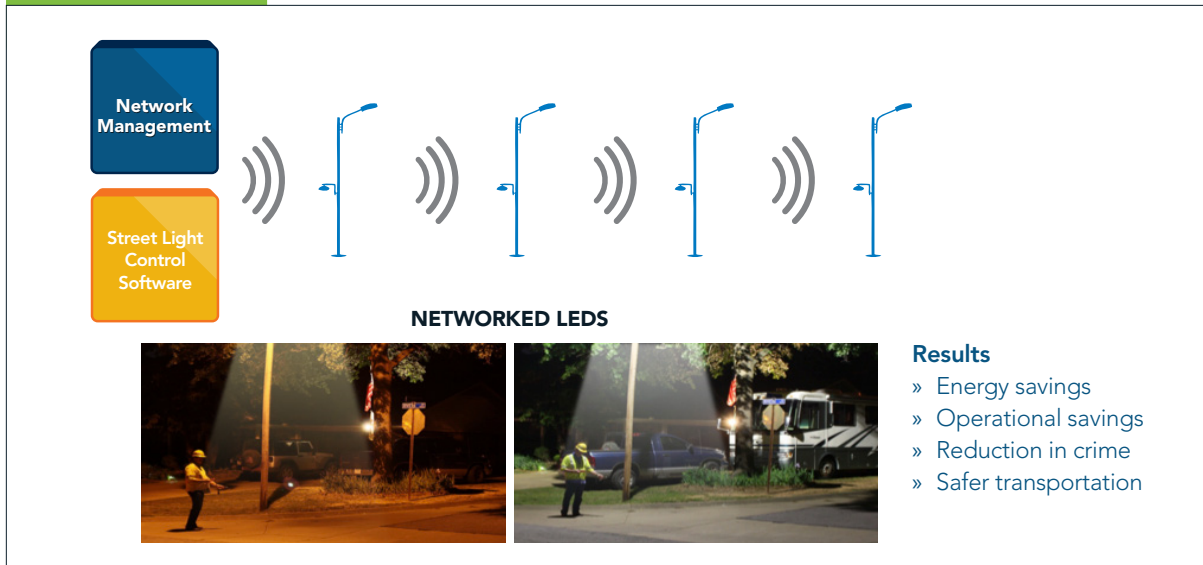 Network
Management
Street Light
Control
Software
NETWORKED LEDS
Results
» Energy savings
» Operational savings
» Reduction in crime
» Safer transportation